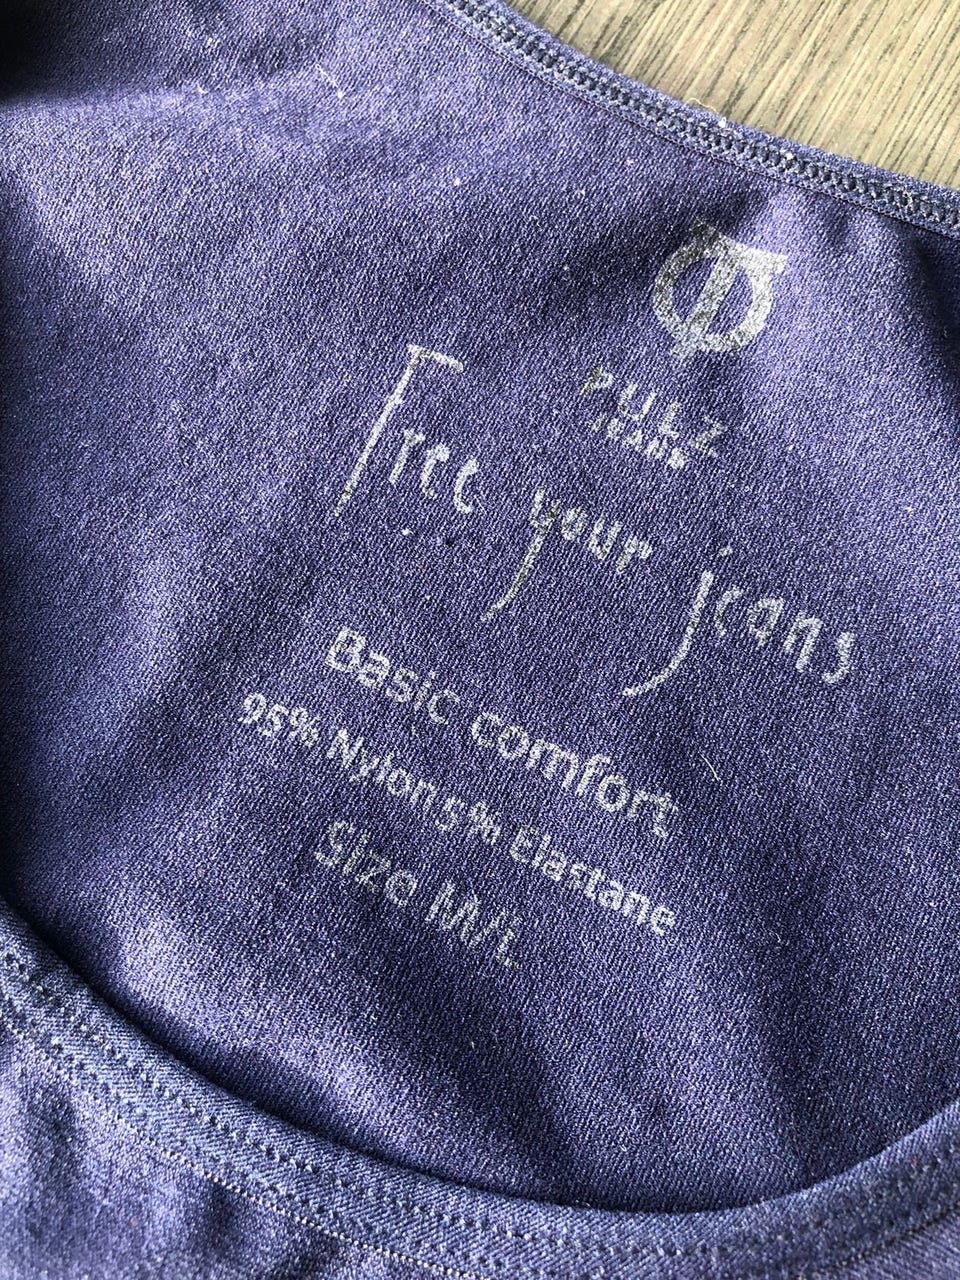 PULZ
JEANS
Free your jeans
Basic comfort
95% Nylon 5% Elastane
Size M/L